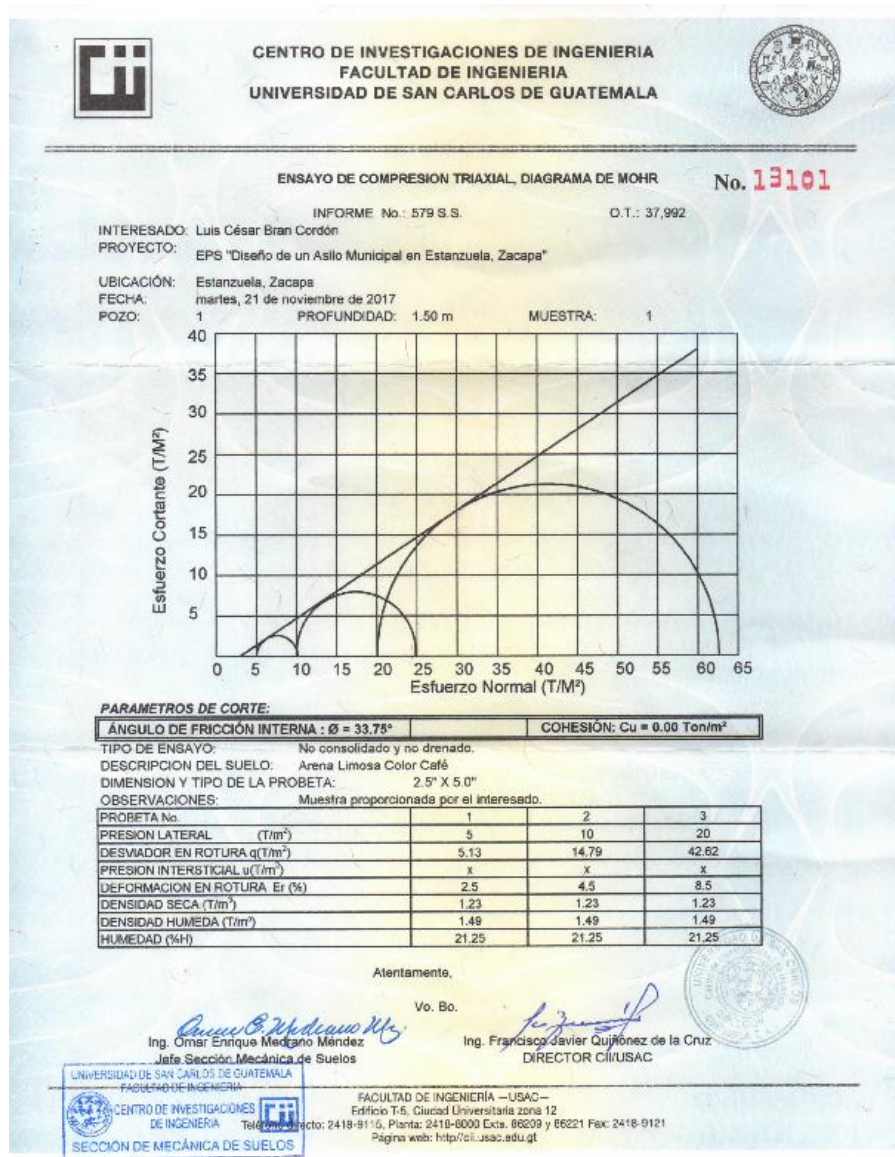 CENTRO DE INVESTIGACIONES DE INGENIERIA
FACULTAD DE INGENIERIA
UNIVERSIDAD DE SAN CARLOS DE GUATEMALA
ENSAYO DE COMPRESION TRIAXIAL, DIAGRAMA DE MOHR
No. 13101
INFORME No.: 579 S.S. O.T.: 37,992
INTERESADO: Luis César Bran Cordón
PROYECTO: EPS "Diseño de un Asilo Municipal en Estanzuela, Zacapa"
UBICACIÓN: Estanzuela, Zacapa
FECHA: martes, 21 de noviembre de 2017
POZO: 1 PROFUNDIDAD: 1.50 m MUESTRA: 1
40
35
30
25
20
15
10
5
Esfuerzo Cortante (T/M²)
0 5 10 15 20 25 30 35 40 45 50 55 60 65
Esfuerzo Normal (T/M²)
PARAMETROS DE CORTE:
ÁNGULO DE FRICCIÓN INTERNA : Ø = 33.75° COHESIÓN: Cu = 0.00 Ton/m²
TIPO DE ENSAYO: No consolidado y no drenado.
DESCRIPCION DEL SUELO: Arena Limosa Color Café
DIMENSION Y TIPO DE LA PROBETA: 2.5" X 5.0"
OBSERVACIONES: Muestra proporcionada por el interesado.
PROBETA No. 1 2 3
PRESION LATERAL (T/m²) 5 10 20
DESVIADOR EN ROTURA q(T/m²) 5.13 14.79 42.62
PRESION INTERSTICIAL u(T/m²) x x x
DEFORMACION EN ROTURA Er (%) 2.5 4.5 8.5
DENSIDAD SECA (T/m³) 1.23 1.23 1.23
DENSIDAD HUMEDA (T/m³) 1.49 1.49 1.49
HUMEDAD (%H) 21.25 21.25 21.25
Atentamente,
Vo. Bo.
Ing. Omar Enrique Medrano Méndez
Jefe Sección Mecánica de Suelos
Ing. Francisco Javier Quiñónez de la Cruz
DIRECTOR CII/USAC
UNIVERSIDAD DE SAN CARLOS DE GUATEMALA
FACULTAD DE INGENIERIA
CENTRO DE INVESTIGACIONES
DE INGENIERIA
SECCIÓN DE MECÁNICA DE SUELOS
FACULTAD DE INGENIERÍA —USAC—
Edificio T-5, Ciudad Universitaria zona 12
Teléfono directo: 2418-9115, Planta: 2418-8000 Exts. 86209 y 86221 Fax: 2418-9121
Página web: http//cii.usac.edu.gt